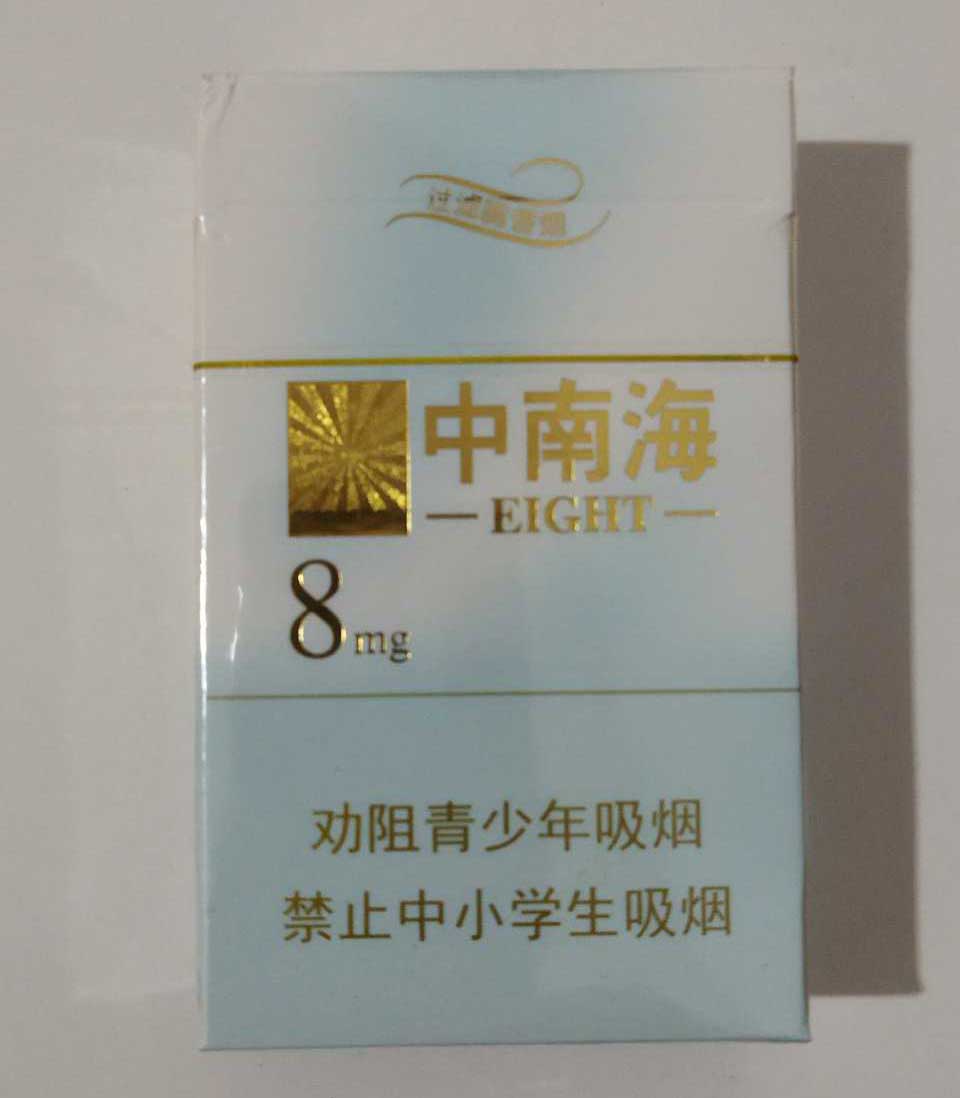 过滤嘴香烟
中南海
EIGHT
8mg
劝阻青少年吸烟
禁止中小学生吸烟